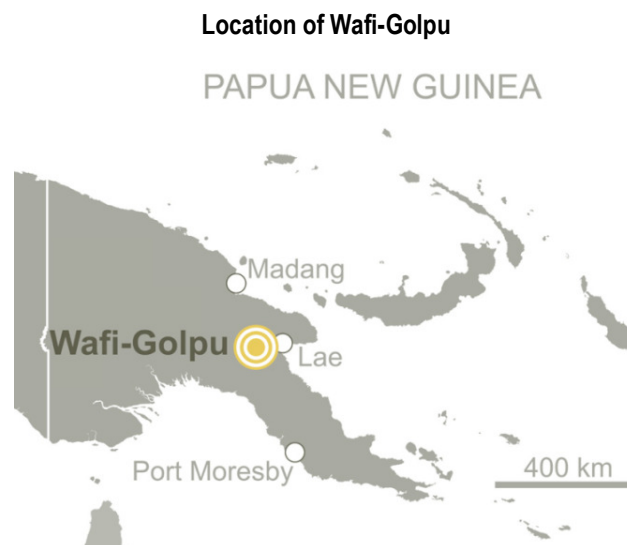 Location of Wafi-Golpu
PAPUA NEW GUINEA
Madang
Wafi-Golpu
Lae
Port Moresby
400 km